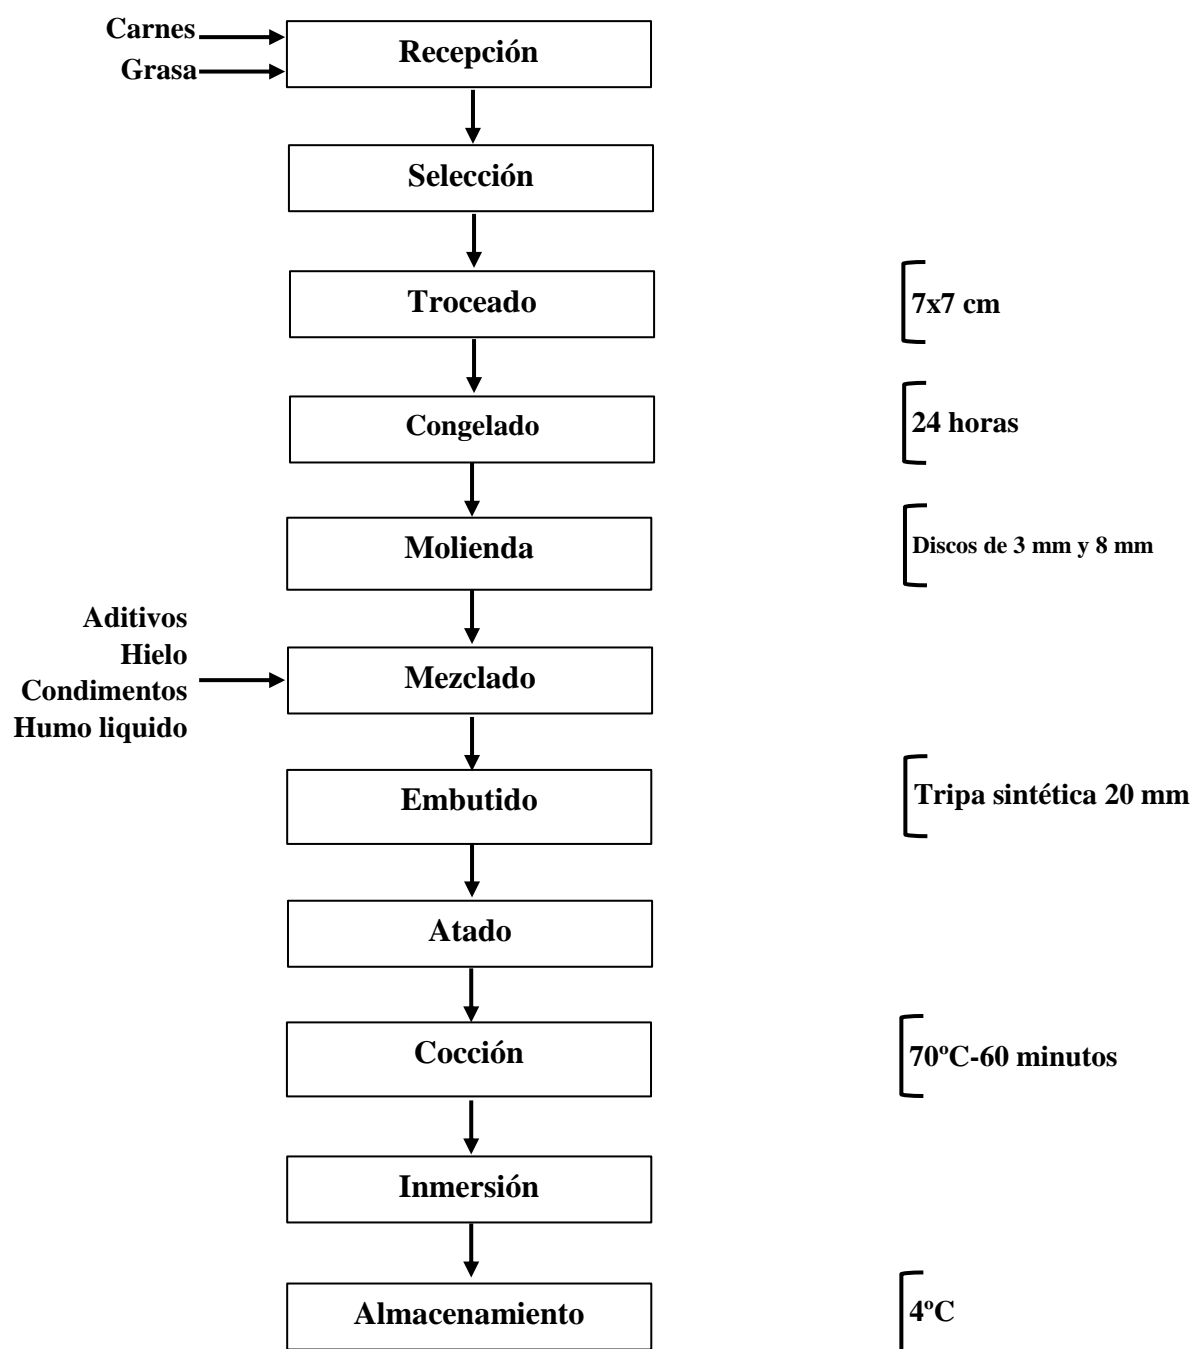 Carnes
Grasa
Recepción
Selección
Troceado
7x7 cm
Congelado
24 horas
Molienda
Discos de 3 mm y 8 mm
Aditivos
Hielo
Condimentos
Humo liquido
Mezclado
Embutido
Tripa sintética 20 mm
Atado
Cocción
70ºC-60 minutos
Inmersión
Almacenamiento
4ºC